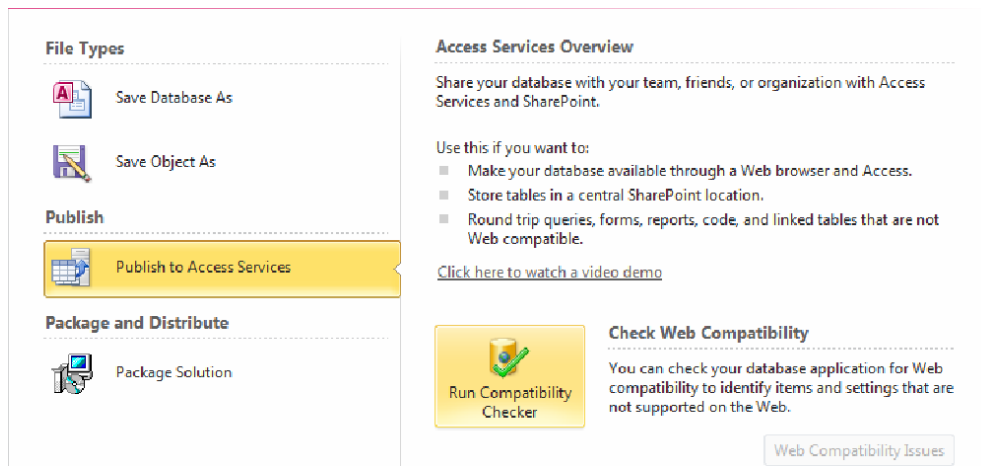 File Types
Save Database As
Save Object As
Publish
Publish to Access Services
Package and Distribute
Package Solution
Access Services Overview
Share your database with your team, friends, or organization with Access
Services and SharePoint.
Use this if you want to:
Make your database available through a Web browser and Access.
Store tables in a central SharePoint location.
Round trip queries, forms, reports, code, and linked tables that are not
Web compatible.
Click here to watch a video demo
Run Compatibility
Checker
Check Web Compatibility
You can check your database application for Web
compatibility to identify items and settings that are
not supported on the Web.
Web Compatibility Issues